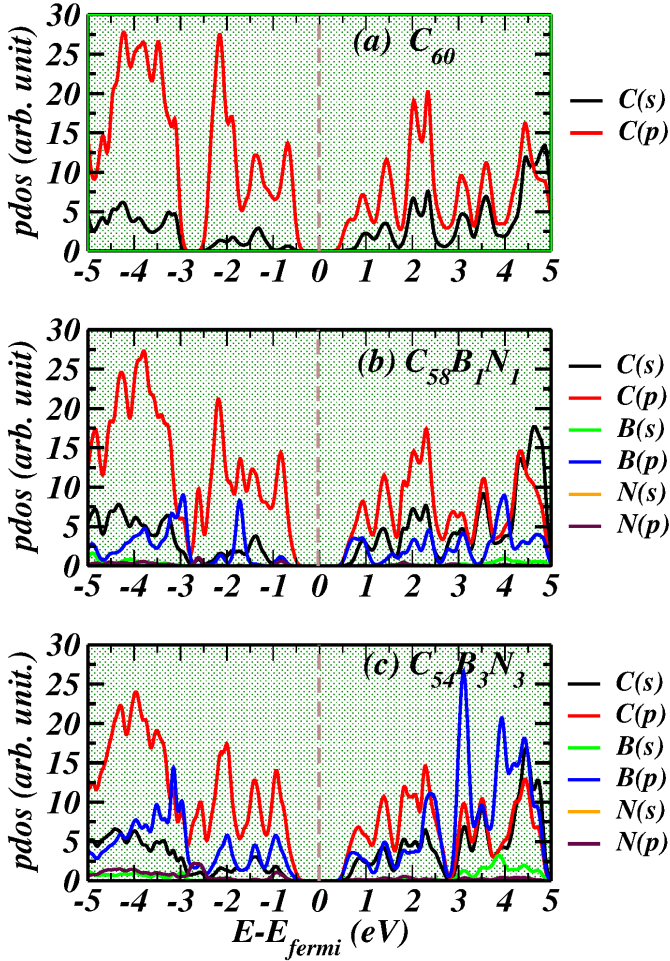 30
25
20
15
10
5
0
pdos (arb. unit)
(a) C60
C(s)
C(p)
-5 -4 -3 -2 -1 0 1 2 3 4 5
30
25
20
15
10
5
0
pdos (arb. unit)
(b) C58B1N1
C(s)
C(p)
B(s)
B(p)
N(s)
N(p)
-5 -4 -3 -2 -1 0 1 2 3 4 5
30
25
20
15
10
5
0
pdos (arb. unit.)
(c) C54B3N3
C(s)
C(p)
B(s)
B(p)
N(s)
N(p)
-5 -4 -3 -2 -1 0 1 2 3 4 5
E-Efermi (eV)